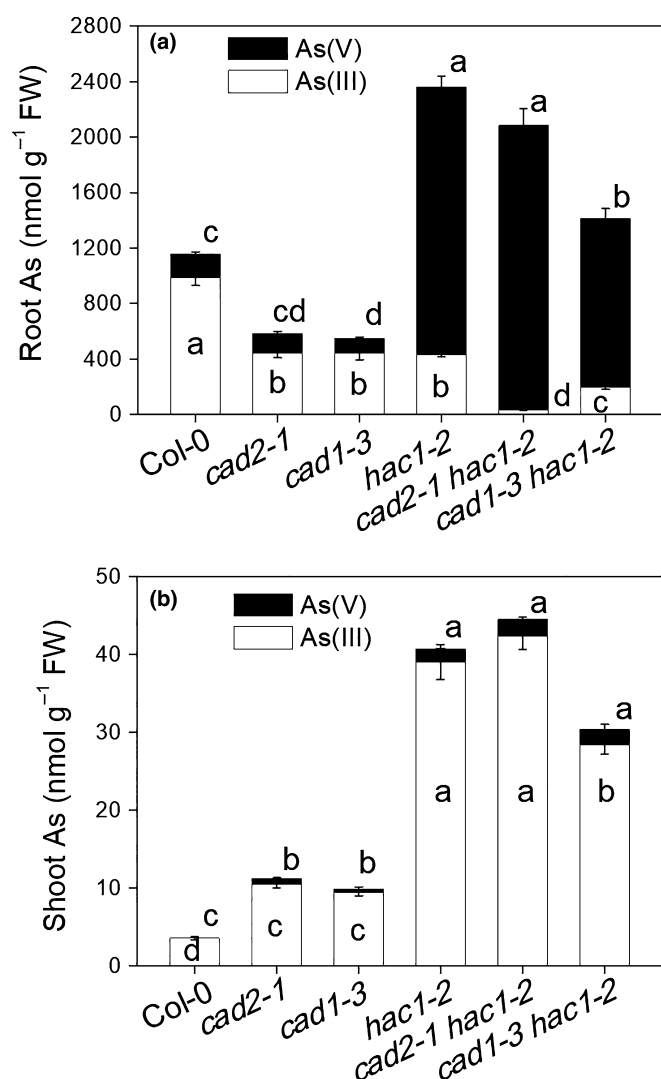 (a)
As(V)
As(III)
Root As (nmol g⁻¹ FW)
2800
2400
2000
1600
1200
800
400
0
c
a
cd
b
d
b
a
b
a
d
b
c
Col-0
cad2-1
cad1-3
hac1-2
cad2-1 hac1-2
cad1-3 hac1-2
(b)
As(V)
As(III)
Shoot As (nmol g⁻¹ FW)
50
40
30
20
10
0
c
d
b
c
b
c
a
a
a
a
a
b
Col-0
cad2-1
cad1-3
hac1-2
cad2-1 hac1-2
cad1-3 hac1-2